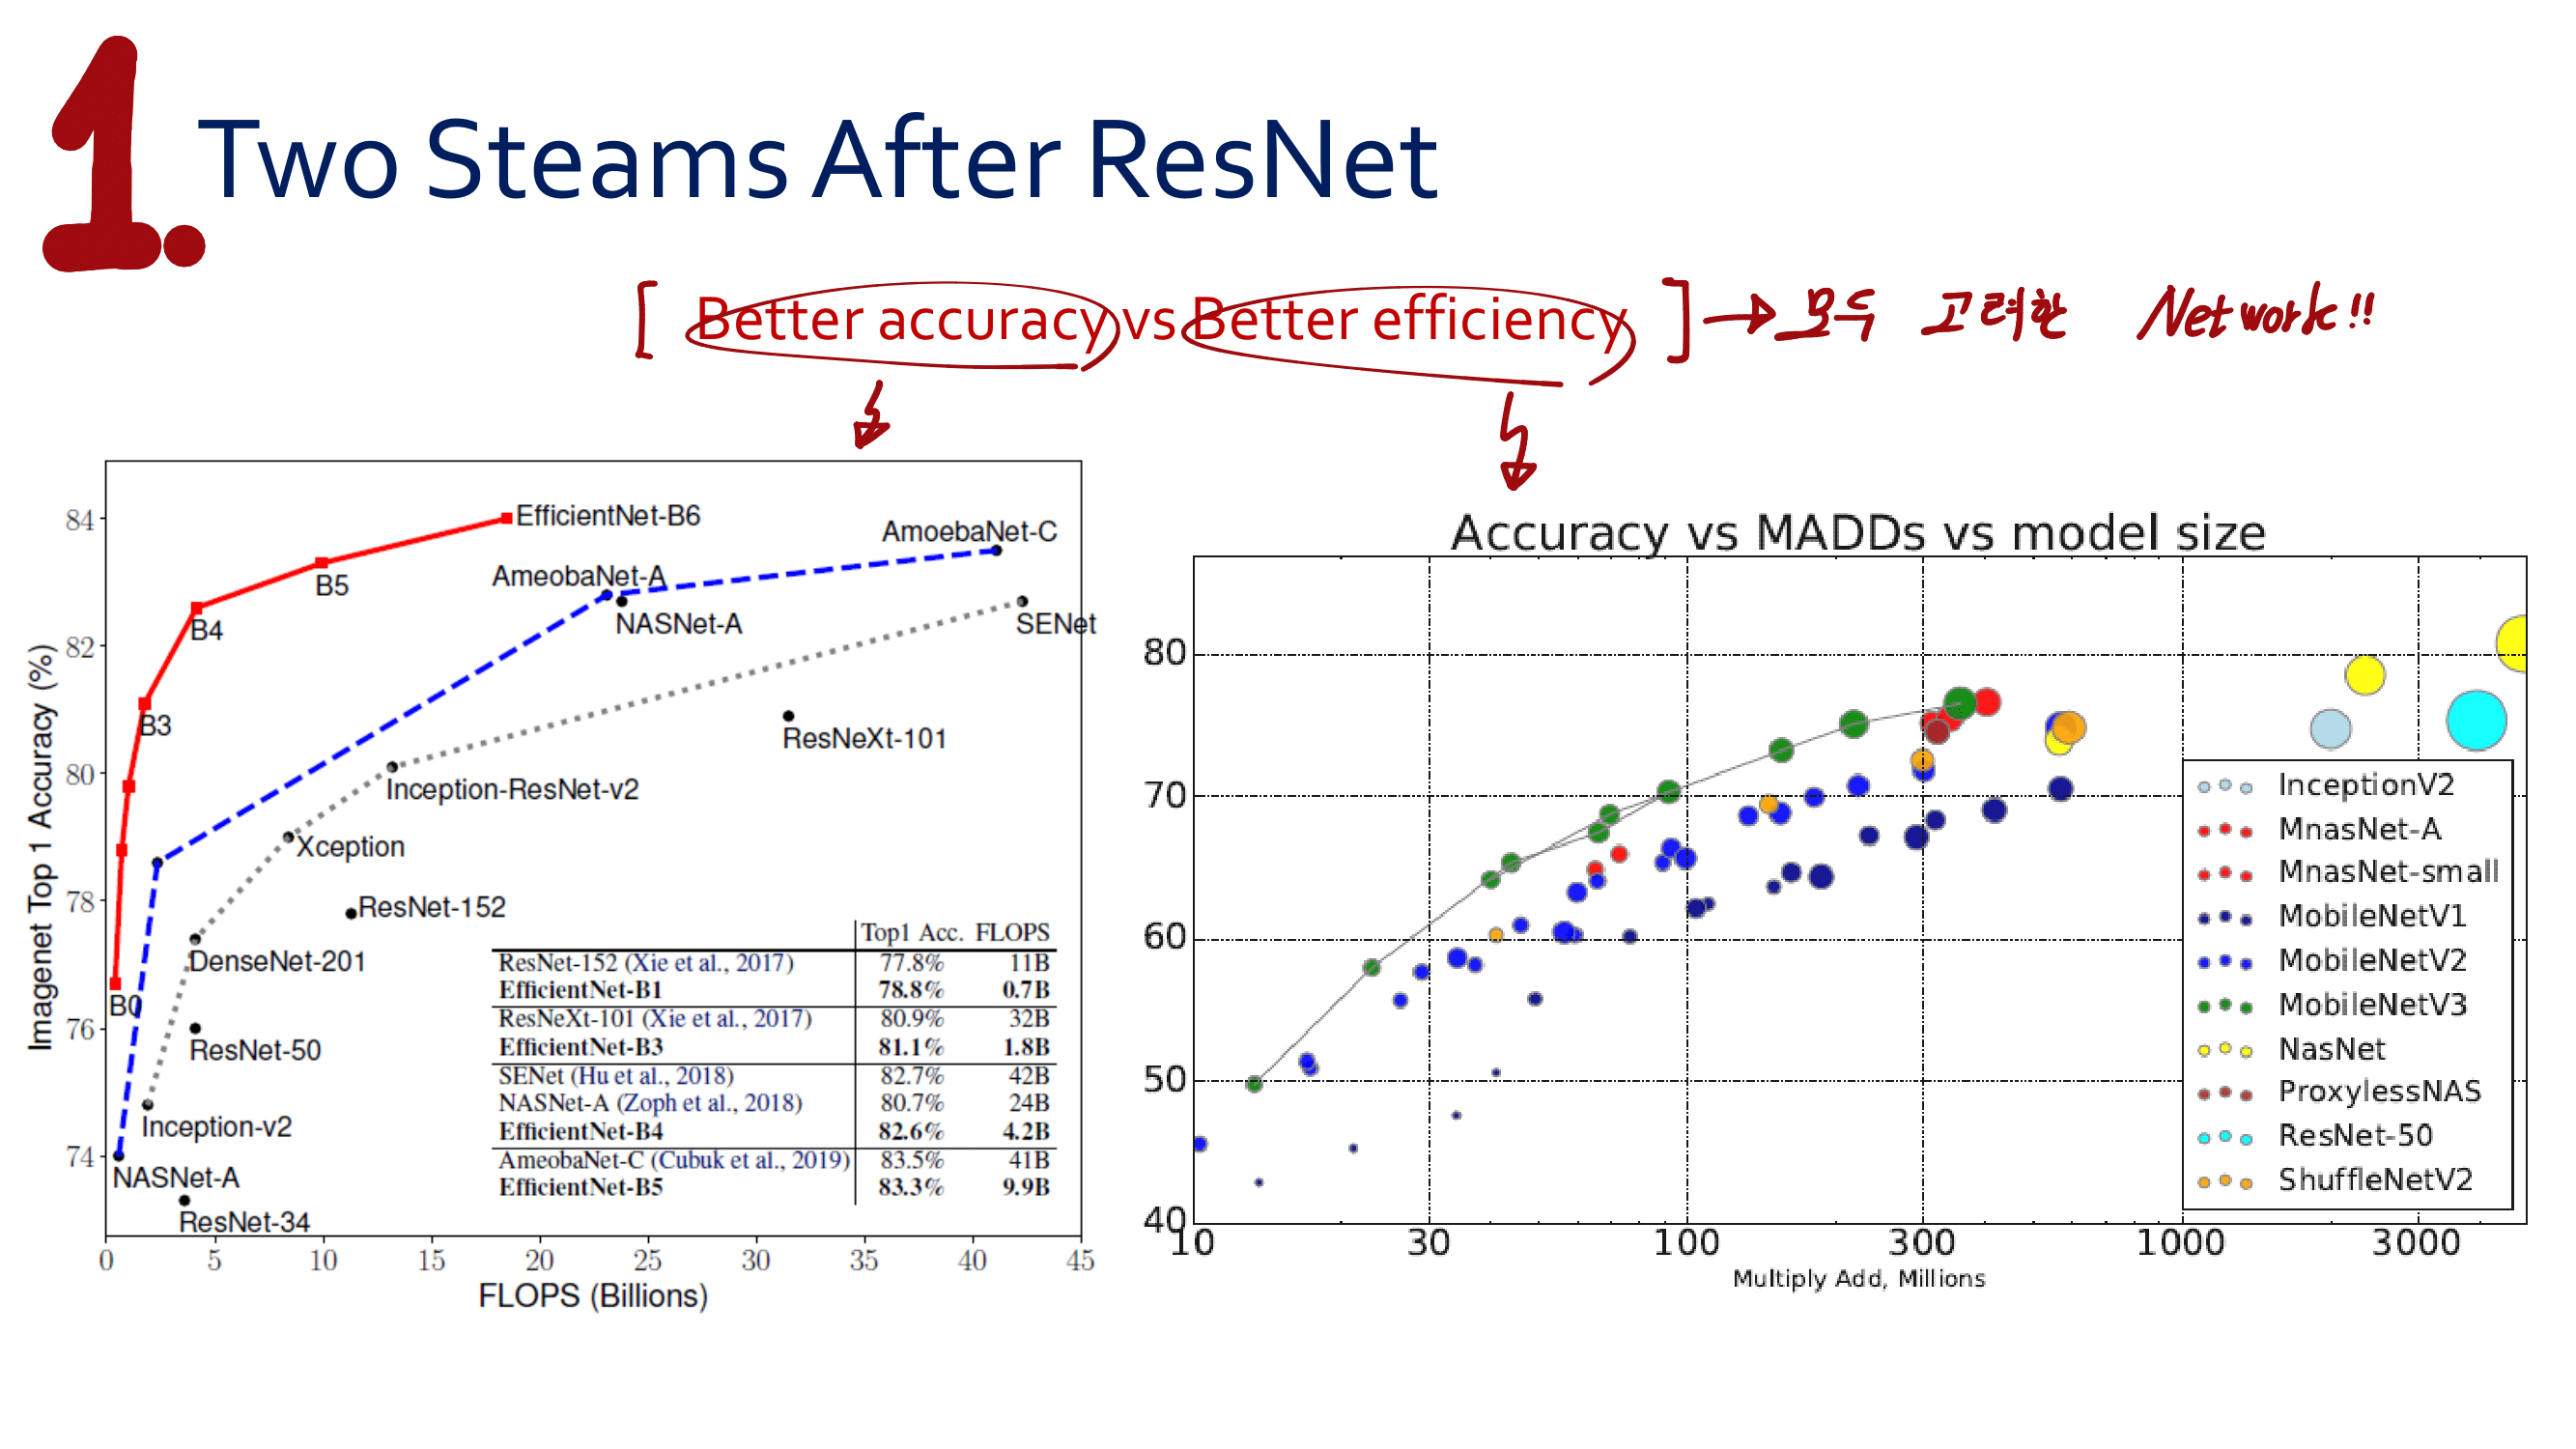 1. Two Steams After ResNet
[ Better accuracy vs Better efficiency ] → 모두 고려한 Network!!
Imagenet Top 1 Accuracy (%)
84
82
80
78
76
74
EfficientNet-B6
AmoebaNet-C
AmeobaNet-A
B5
NASNet-A
SENet
B4
B3
ResNeXt-101
Inception-ResNet-v2
Xception
ResNet-152
DenseNet-201
B0
ResNet-50
Inception-v2
NASNet-A
ResNet-34
Top1 Acc. FLOPS
ResNet-152 (Xie et al., 2017) 77.8% 11B
EfficientNet-B1 78.8% 0.7B
ResNeXt-101 (Xie et al., 2017) 80.9% 32B
EfficientNet-B3 81.1% 1.8B
SENet (Hu et al., 2018) 82.7% 42B
NASNet-A (Zoph et al., 2018) 80.7% 24B
EfficientNet-B4 82.6% 4.2B
AmeobaNet-C (Cubuk et al., 2019) 83.5% 41B
EfficientNet-B5 83.3% 9.9B
0 5 10 15 20 25 30 35 40 45
FLOPS (Billions)
Accuracy vs MADDs vs model size
80
70
60
50
40
InceptionV2
MnasNet-A
MnasNet-small
MobileNetV1
MobileNetV2
MobileNetV3
NasNet
ProxylessNAS
ResNet-50
ShuffleNetV2
10 30 100 300 1000 3000
Multiply Add, Millions